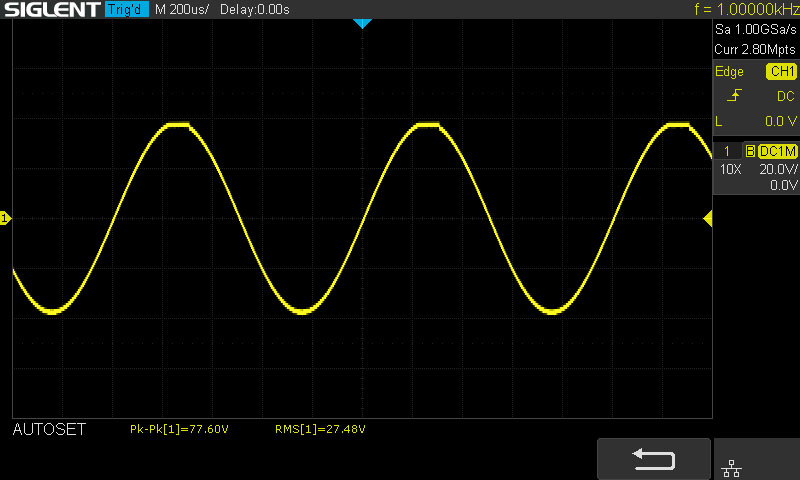 SIGLENT Trig'd M 200us/ Delay:0.00s f = 1.00000kHz
Sa 1.00GSa/s
Curr 2.80Mpts
Edge CH1
DC
L 0.0 V
1 B DC1M
10X 20.0V/
0.0V
1
AUTOSET Pk-Pk[1]=77.60V RMS[1]=27.48V